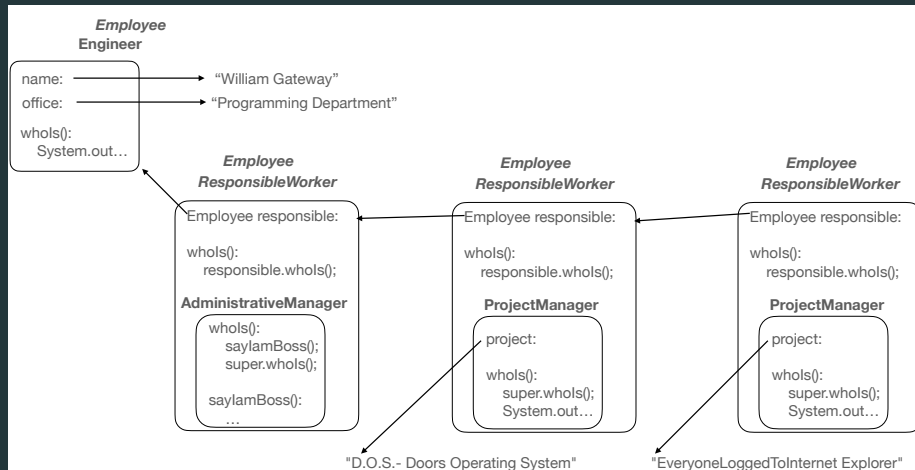 Employee
Engineer
name:
“William Gateway”
office:
“Programming Department”
whoIs():
System.out…
Employee
ResponsibleWorker
Employee responsible:
whoIs():
responsible.whoIs();
AdministrativeManager
whoIs():
sayIamBoss();
super.whoIs();
sayIamBoss():
…
Employee
ResponsibleWorker
Employee responsible:
whoIs():
responsible.whoIs();
ProjectManager
project:
whoIs():
super.whoIs();
System.out…
"D.O.S.- Doors Operating System"
Employee
ResponsibleWorker
Employee responsible:
whoIs():
responsible.whoIs();
ProjectManager
project:
whoIs():
super.whoIs();
System.out…
"EveryoneLoggedToInternet Explorer"